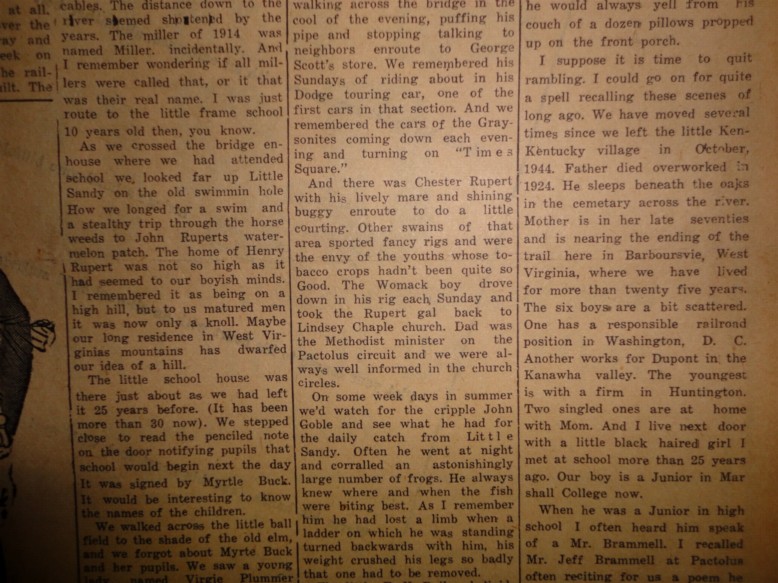 at all.
ver the
ay and
eek on
he rail-
ilt. The
cables. The distance down to the
river seemed shortened by the
years. The miller of 1914 was
named Miller. incidentally. And
I remember wondering if all mil-
lers were called that, or it that
was their real name. I was just
route to the little frame school
10 years old then, you know.
As we crossed the bridge en-
house where we had attended
school we, looked far up Little
Sandy on the old swimmin hole
How we longed for a swim and
a stealthy trip through the horse
weeds to John Ruperts water-
melon patch. The home of Henry
Rupert was not so high as it
had seemed to our boyish minds.
I remembered it as being on a
high hill, but to us matured men
it was now only a knoll. Maybe
our long residence in West Vir-
ginias mountains has dwarfed
our idea of a hill.
The little school house was
there just about as we had left
it 25 years before. (It has been
more than 30 now). We stepped
close to read the penciled note
on the door notifying pupils that
school would begin next the day
It was signed by Myrtle Buck.
It would be interesting to know
the names of the children.
We walked across the little ball
field to the shade of the old elm,
and we forgot about Myrte Buck
and her pupils. We saw a young
lady named Virgie Plummer
walking across the bridge in the
cool of the evening, puffing his
pipe and stopping talking to
neighbors enroute to George
Scott's store. We remembered his
Sundays of riding about in his
Dodge touring car, one of the
first cars in that section. And we
remembered the cars of the Gray-
sonites coming down each even-
ing and turning on "Times
Square."
And there was Chester Rupert
with his lively mare and shining
buggy enroute to do a little
courting. Other swains of that
area sported fancy rigs and were
the envy of the youths whose to-
bacco crops hadn't been quite so
Good. The Womack boy drove
down in his rig each, Sunday and
took the Rupert gal back to
Lindsey Chaple church. Dad was
the Methodist minister on the
Pactolus circuit and we were al-
ways well informed in the church
circles.
On some week days in summer
we'd watch for the cripple John
Goble and see what he had for
the daily catch from Little
Sandy. Often he went at night
and corralled an astonishingly
large number of frogs. He always
knew where and when the fish
were biting best. As I remember
him he had lost a limb when a
ladder on which he was standing
turned backwards with him, his
weight crushed his legs so badly
that one had to be removed.
he would always yell from his
couch of a dozen pillows propped
up on the front porch.
I suppose it is time to quit
rambling. I could go on for quite
a spell recalling these scenes of
long ago. We have moved several
times since we left the little Ken-
Kentucky village in October,
1944. Father died overworked in
1924. He sleeps beneath the oaks
in the cemetary across the river.
Mother is in her late seventies
and is nearing the ending of the
trail here in Barboursvie, West
Virginia, where we have lived
for more than twenty five years.
The six boys are a bit scattered.
One has a responsible railrond
position in Washington, D. C.
Another works for Dupont in the
Kanawha valley. The youngest
is with a firm in Huntington.
Two singled ones are at home
with Mom. And I live next door
with a little black haired girl I
met at school more than 25 years
ago. Our boy is a Junior in Mar
shall College now.
When he was a Junior in high
school I often heard him speak
of a Mr. Brammell. I recalled
Mr. Jeff Brammell at Pactolus
often reciting for us a poem he